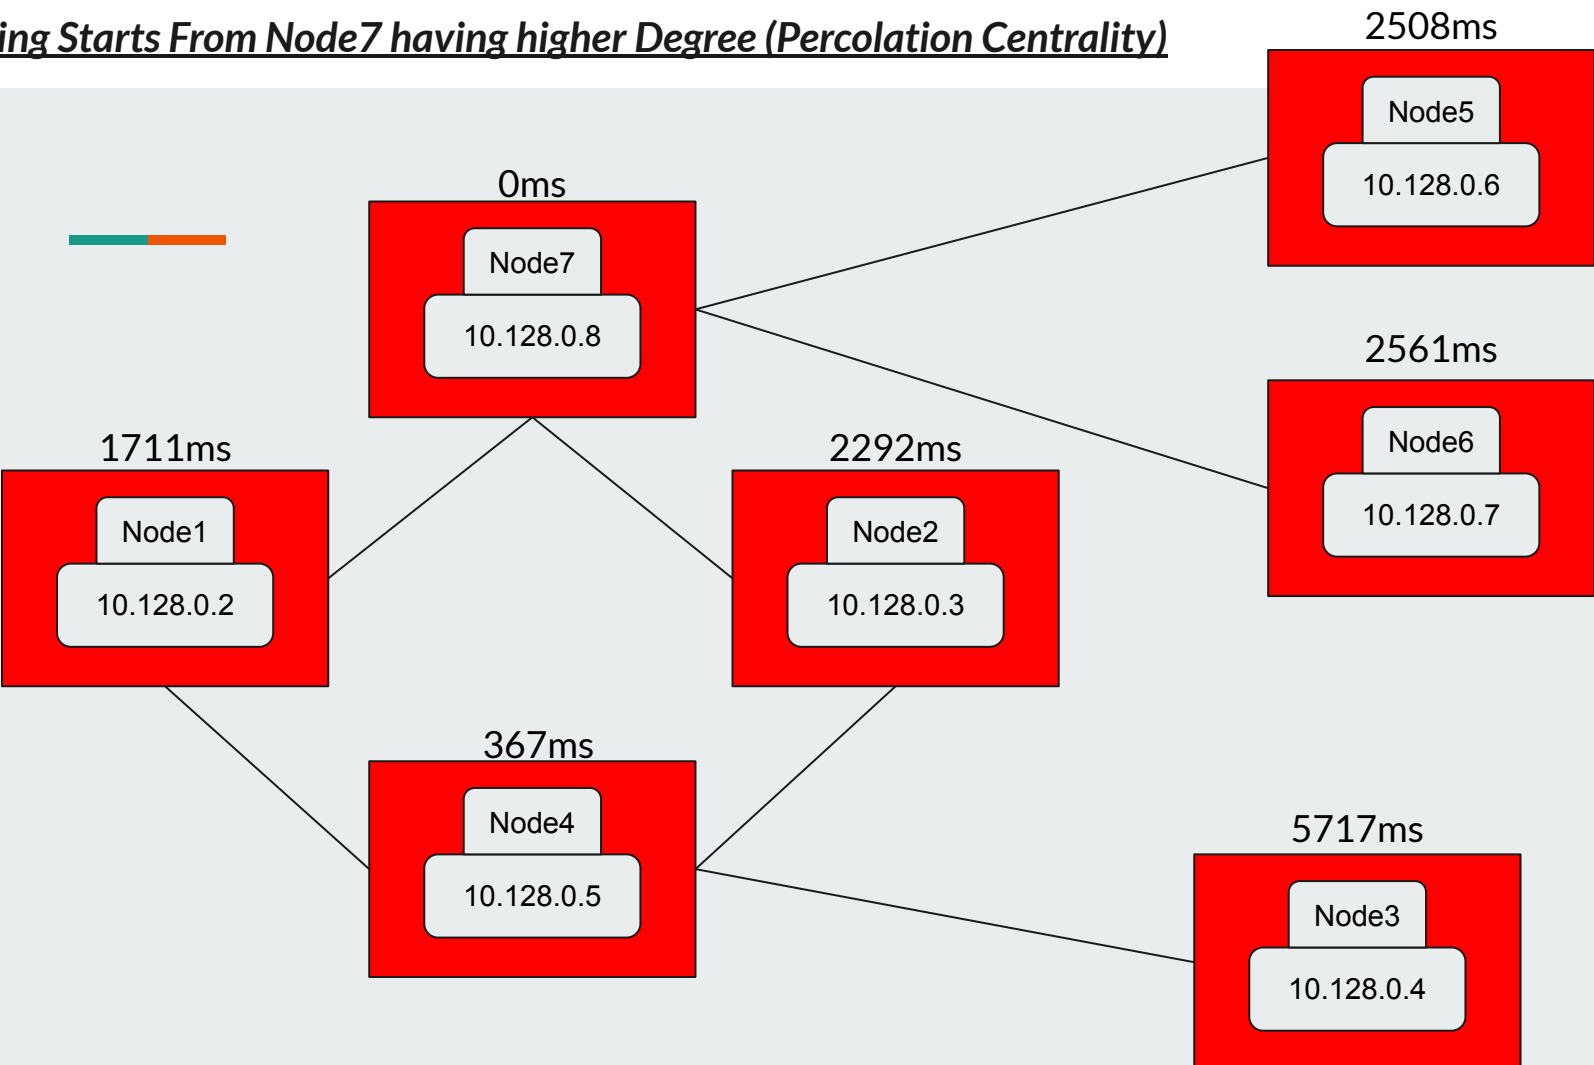 Starts From Node7 having higher Degree (Percolation Centrality)
2508ms
Node5
10.128.0.6
0ms
Node7
10.128.0.8
2561ms
Node6
10.128.0.7
1711ms
Node1
10.128.0.2
2292ms
Node2
10.128.0.3
367ms
Node4
10.128.0.5
5717ms
Node3
10.128.0.4